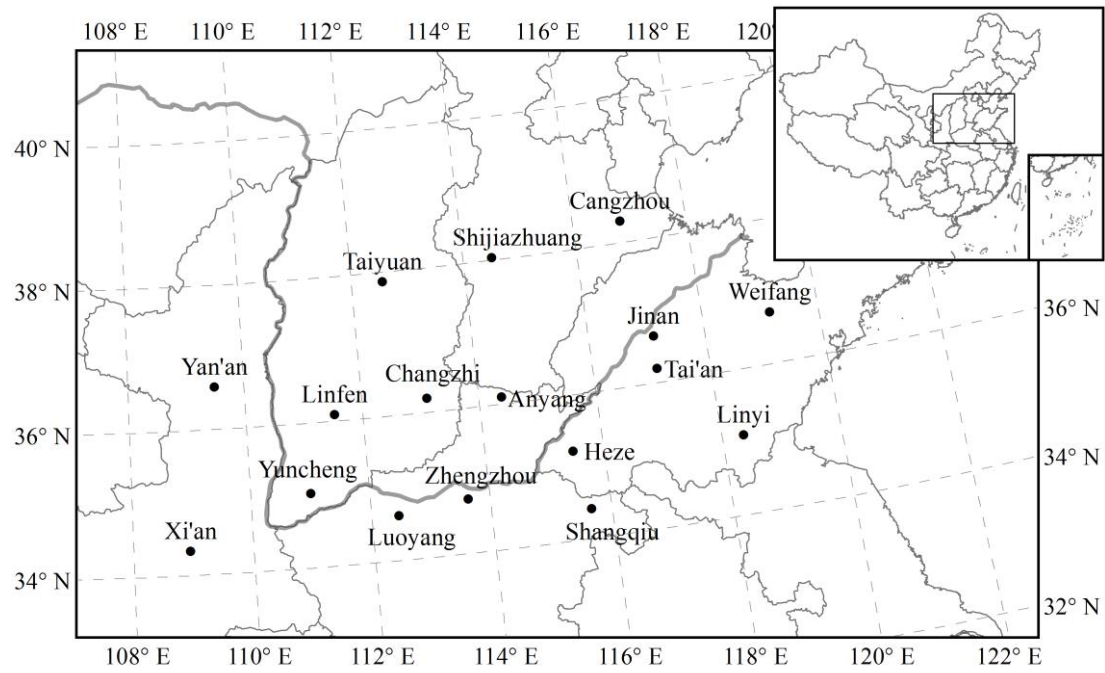 108° E 110° E 112° E 114° E 116° E 118° E 120°
40° N
Cangzhou
Shijiazhuang
Taiyuan
38° N
Weifang
36° N
Jinan
Yan'an
Changzhi
Tai'an
Linfen
Anyang
Linyi
36° N
Heze
34° N
Yuncheng
Zhengzhou
Xi'an
Luoyang
Shangqiu
34° N
32° N
108° E 110° E 112° E 114° E 116° E 118° E 120° E 122° E